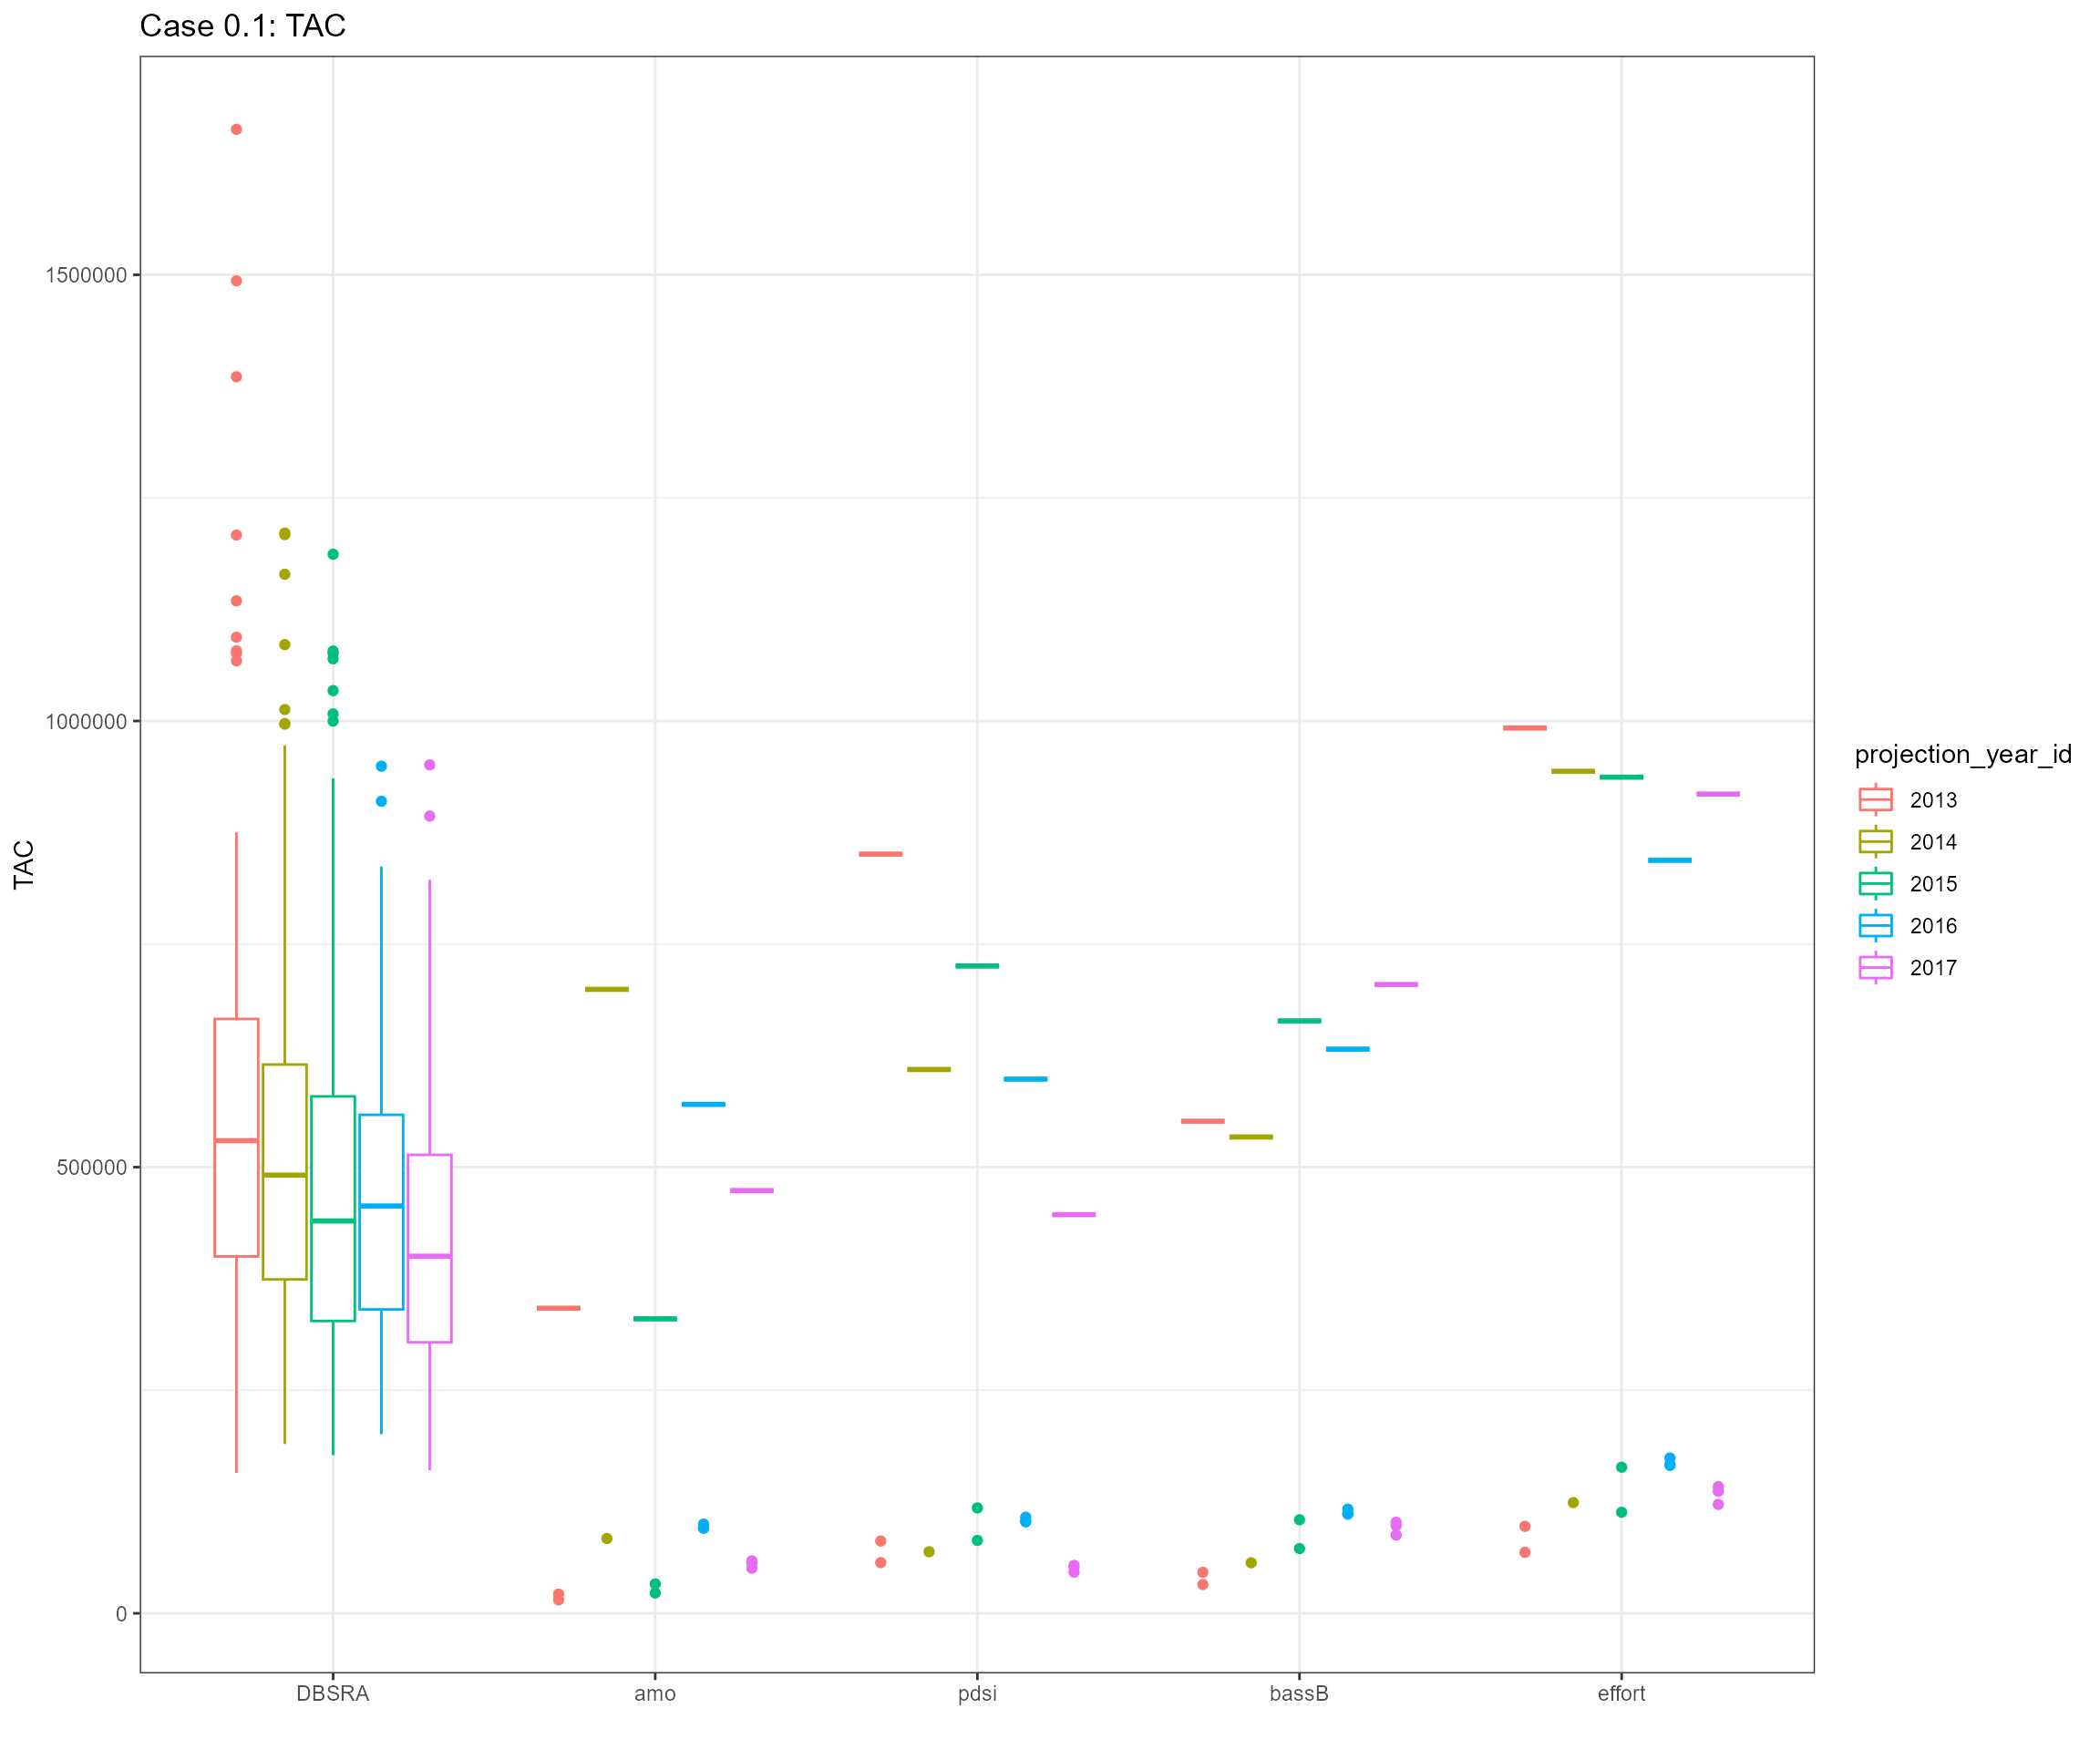 Case 0.1: TAC
1500000
1000000
500000
0
TAC
DBSRA amo pdsi bassB effort
projection_year_id
2013
2014
2015
2016
2017